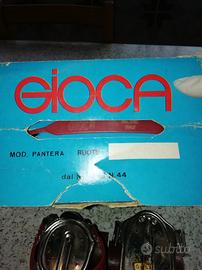 GIOCA
MOD. PANTERA RUOTE
dal N. 44
subito